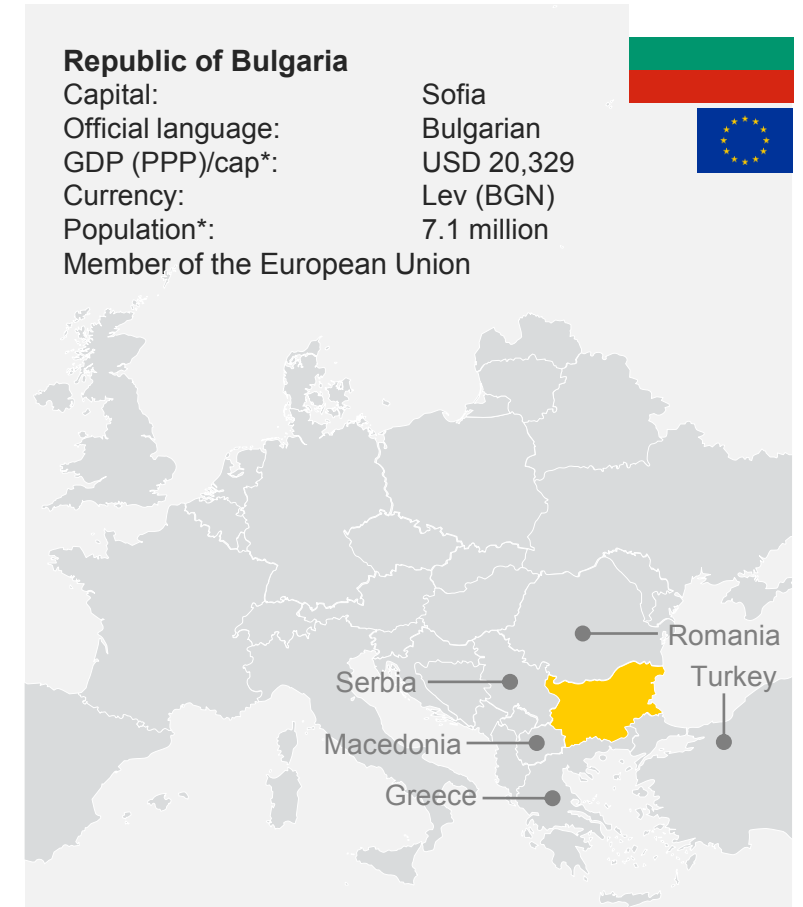 Republic of Bulgaria
Capital: Sofia
Official language: Bulgarian
GDP (PPP)/cap*: USD 20,329
Currency: Lev (BGN)
Population*: 7.1 million
Member of the European Union
Romania
Serbia
Turkey
Macedonia
Greece